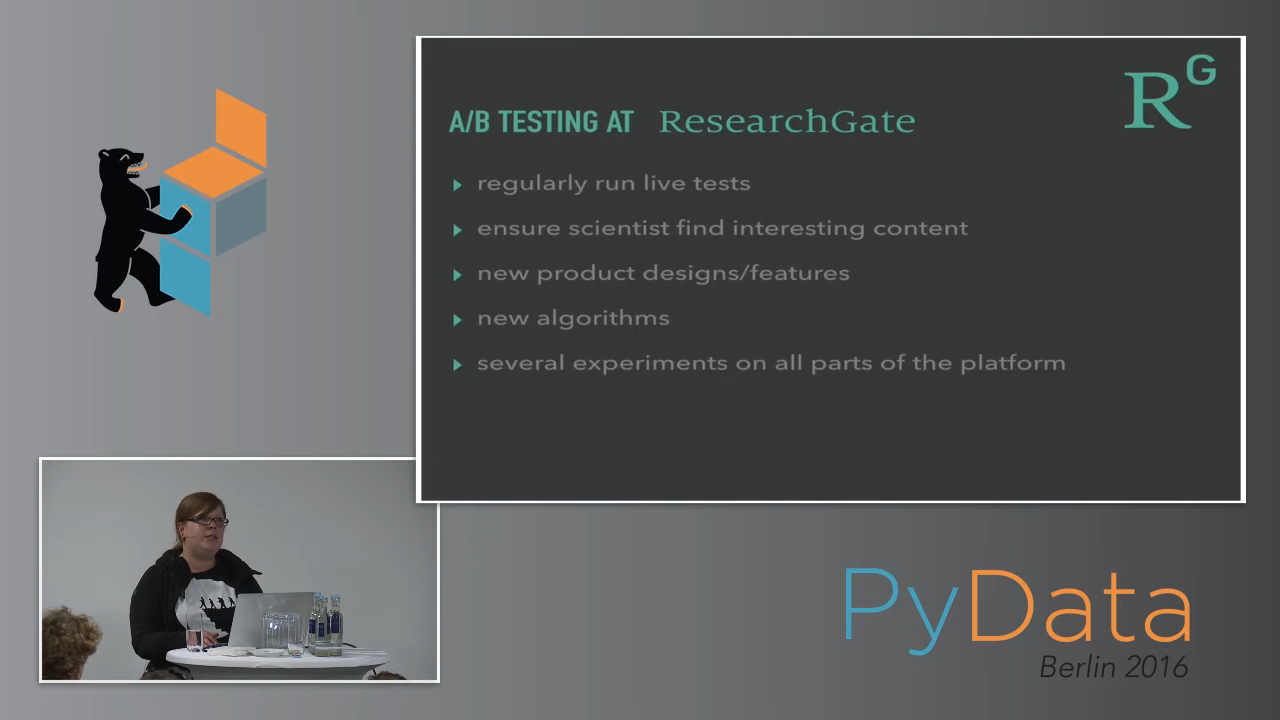 R G
A/B TESTING AT ResearchGate
regularly run live tests
ensure scientist find interesting content
new product designs/features
new algorithms
several experiments on all parts of the platform
PyData
Berlin 2016